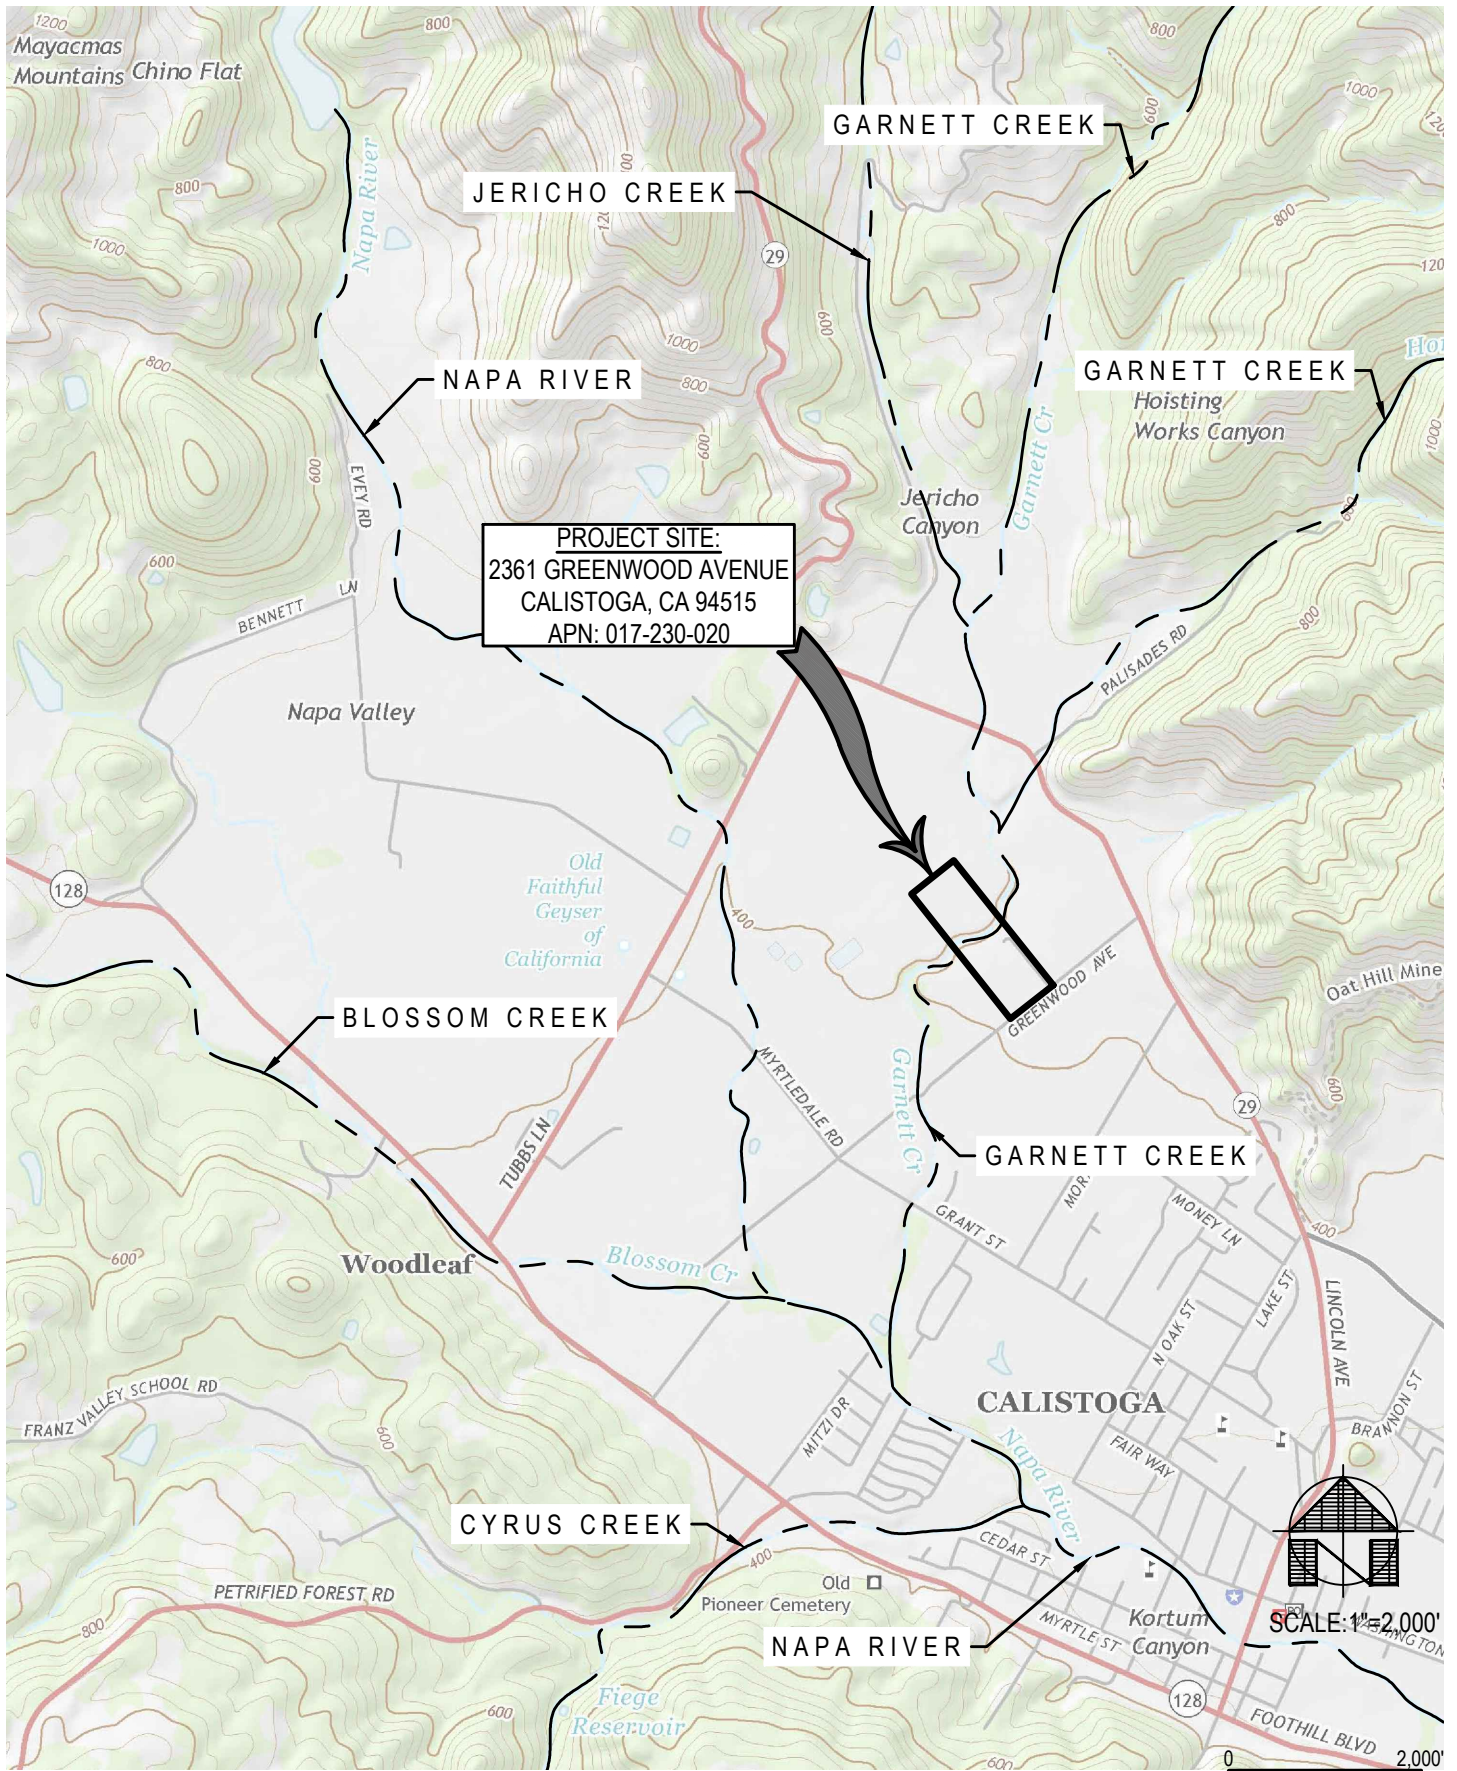 1200
Mayacmas
Mountains
Chino Flat
800
800
600
1000
GARNETT CREEK
Napa River
800
1000
JERICHO CREEK
29
800
600
1000
800
NAPA RIVER
800
600
600
EVEY RD
GARNETT CREEK
Hoisting
Works Canyon
1000
Garnett Cr
Jericho
Canyon
600
PROJECT SITE:
2361 GREENWOOD AVENUE
CALISTOGA, CA 94515
APN: 017-230-020
600
BENNETT LN
800
PALISADES RD
Napa Valley
128
Old
Faithful
Geyser
of
California
400
GREENWOOD AVE
Oat Hill Mine
BLOSSOM CREEK
MYRTLEDALE RD
Garnett Cr
600
29
TUBBS LN
GARNETT CREEK
MONEY LN
GRANT ST
400
600
Woodleaf
Blossom Cr
LAKE ST
LINCOLN AVE
N OAK ST
FRANZ VALLEY SCHOOL RD
600
CALISTOGA
MITZI DR
BRANNON ST
FAIR WAY
Napa River
CYRUS CREEK
CEDAR ST
400
PETRIFIED FOREST RD
Old
Pioneer Cemetery
800
MYRTLE ST
Kortum
Canyon
SCALE: 1"=2,000'
WASHINGTON
NAPA RIVER
Fiege
Reservoir
600
128
FOOTHILL BLVD
600
0
2,000'